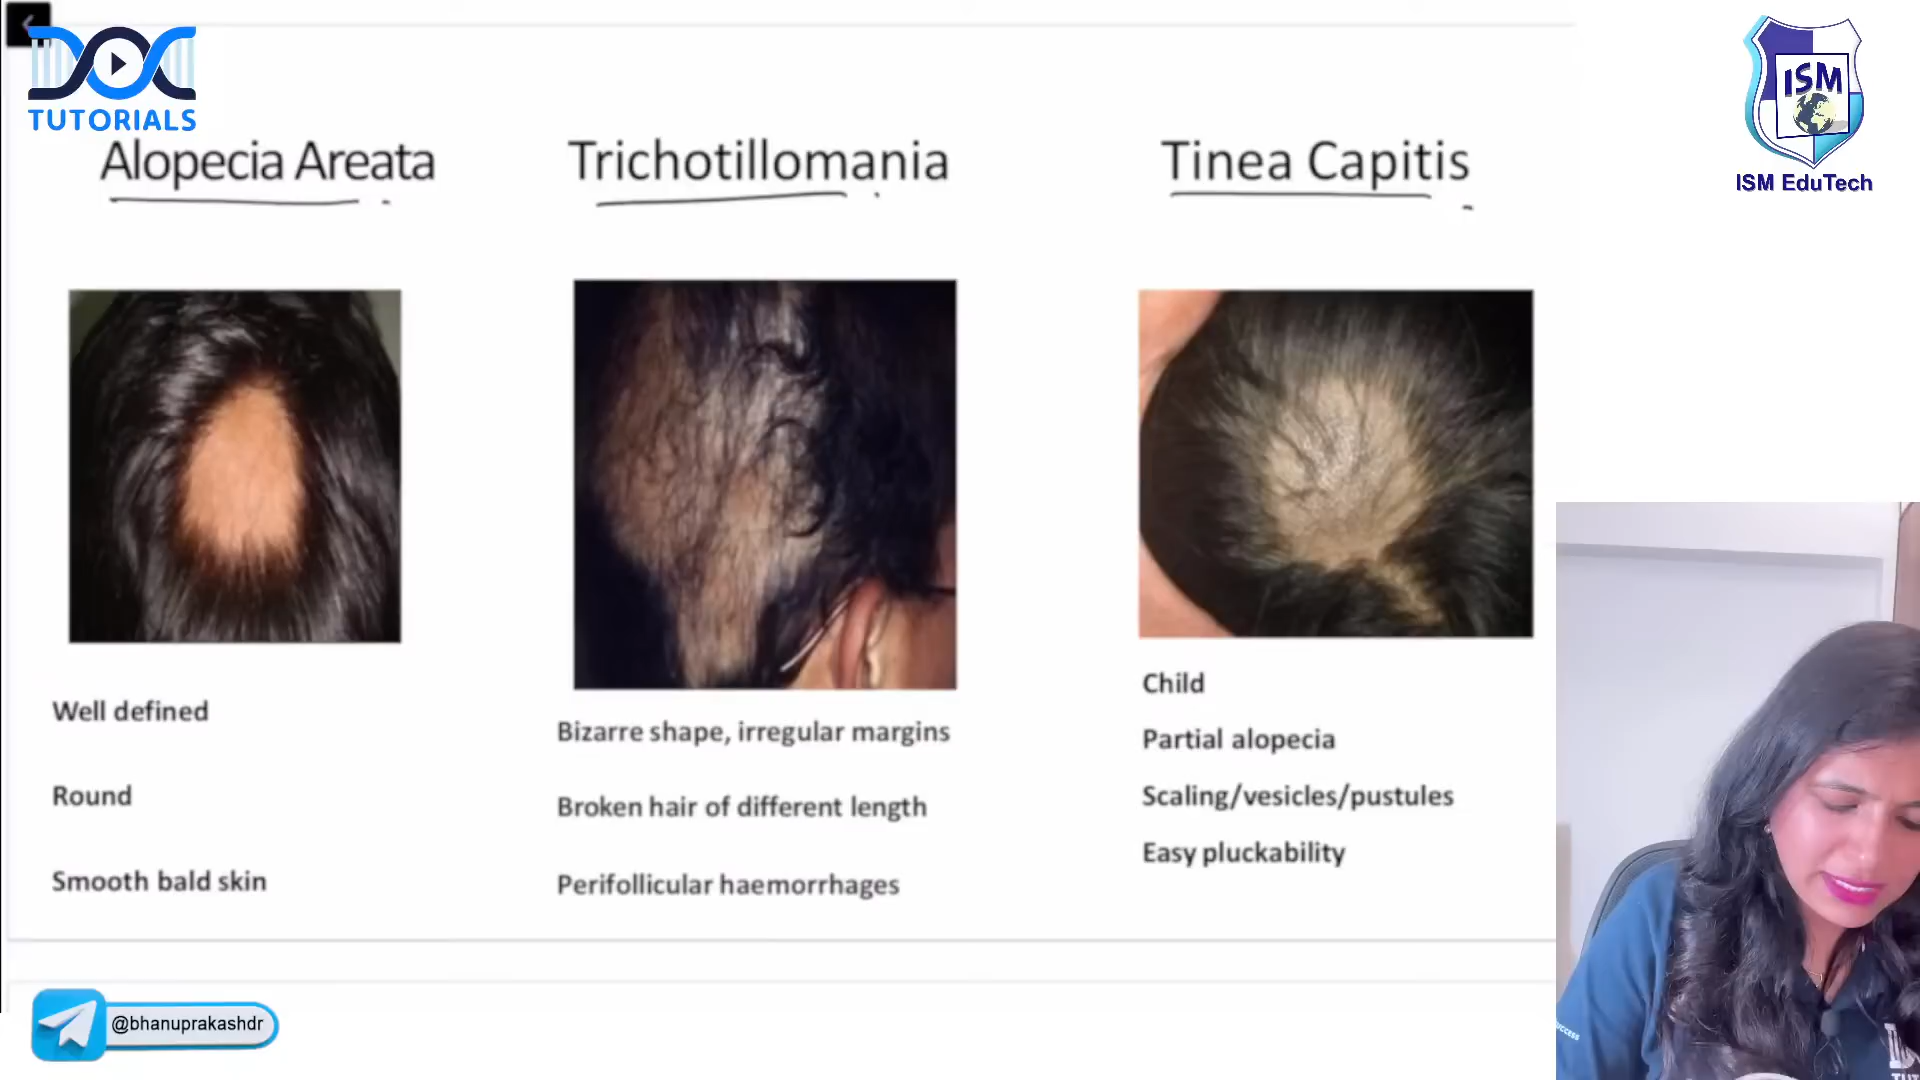 DOC
TUTORIALS
ISM
ISM EduTech
Alopecia Areata
Trichotillomania
Tinea Capitis
Well defined
Round
Smooth bald skin
Bizarre shape, irregular margins
Broken hair of different length
Perifollicular haemorrhages
Child
Partial alopecia
Scaling/vesicles/pustules
Easy pluckability
@bhanuprakashdr